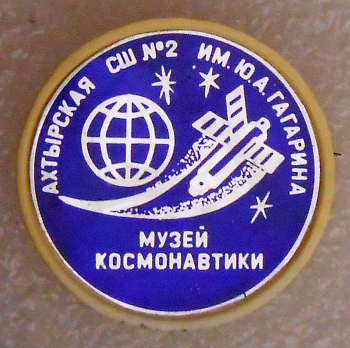 АХТЫРСКАЯ СШ №2 ИМ. Ю.А.ГАГАРИНА
МУЗЕЙ
КОСМОНАВТИКИ